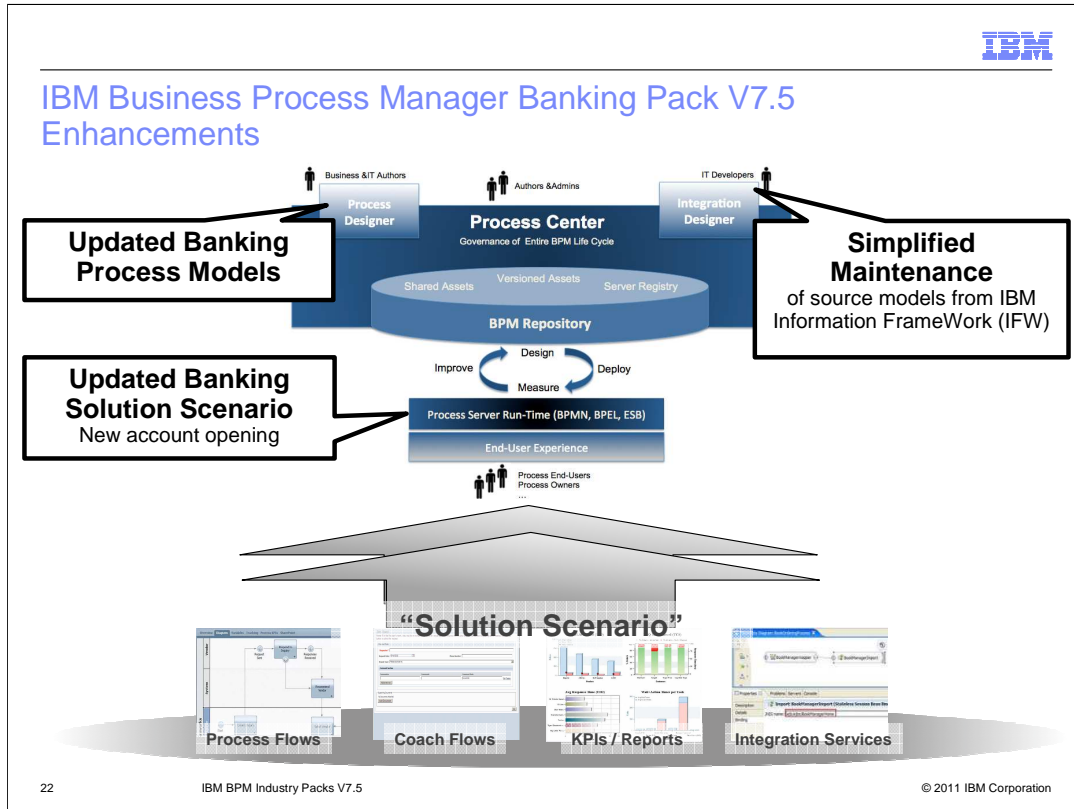 IBM
IBM Business Process Manager Banking Pack V7.5
Enhancements
Business &IT Authors
Authors &Admins
IT Developers
Process
Designer
Process Center
Governance of Entire BPM Life Cycle
Integration
Designer
Updated Banking
Process Models
Simplified
Maintenance
of source models from IBM
Information FrameWork (IFW)
Shared Assets
Versioned Assets
Server Registry
BPM Repository
Design
Improve
Deploy
Measure
Updated Banking
Solution Scenario
New account opening
Process Server Run-Time (BPMN, BPEL, ESB)
End-User Experience
Process End-Users
Process Owners
...
“Solution Scenario”
Process Flows
Coach Flows
KPIs / Reports
Integration Services
22
IBM BPM Industry Packs V7.5
© 2011 IBM Corporation